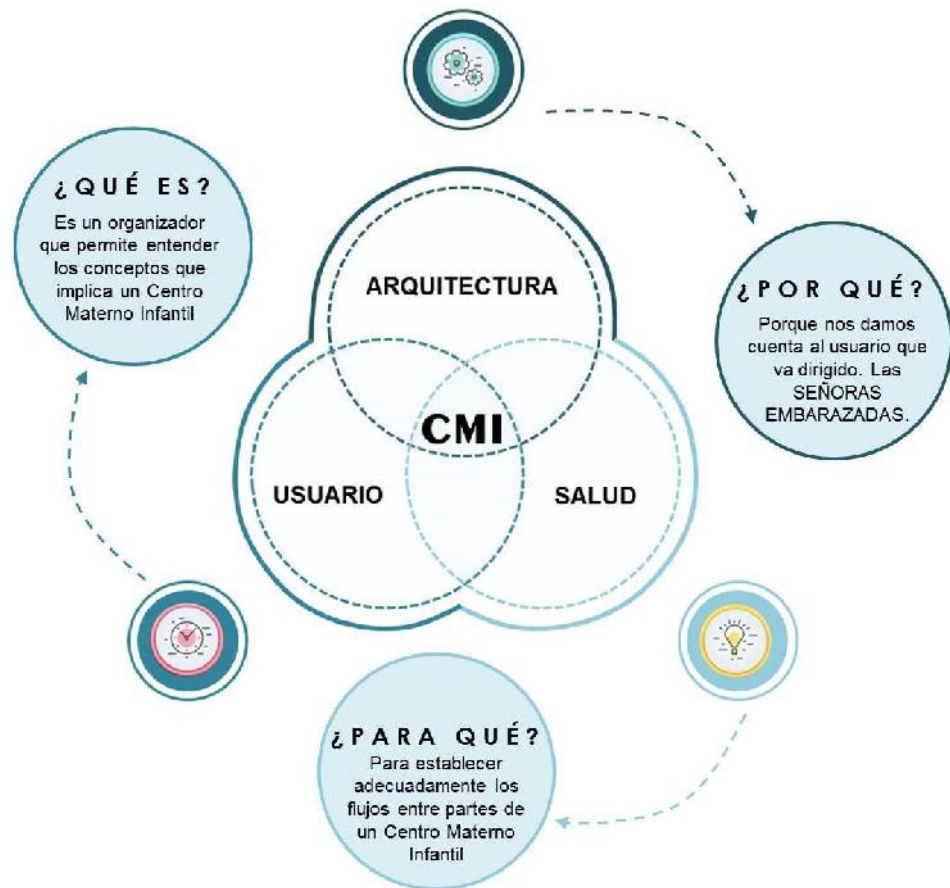 ¿QUÉ ES?
Es un organizador
que permite entender
los conceptos que
implica un Centro
Materno Infantil
ARQUITECTURA
¿POR QUÉ?
Porque nos damos
cuenta al usuario que
va dirigido. Las
SEÑORAS
EMBARAZADAS.
CMI
USUARIO
SALUD
¿PARA QUÉ?
Para establecer
adecuadamente los
flujos entre partes de
un Centro Materno
Infantil